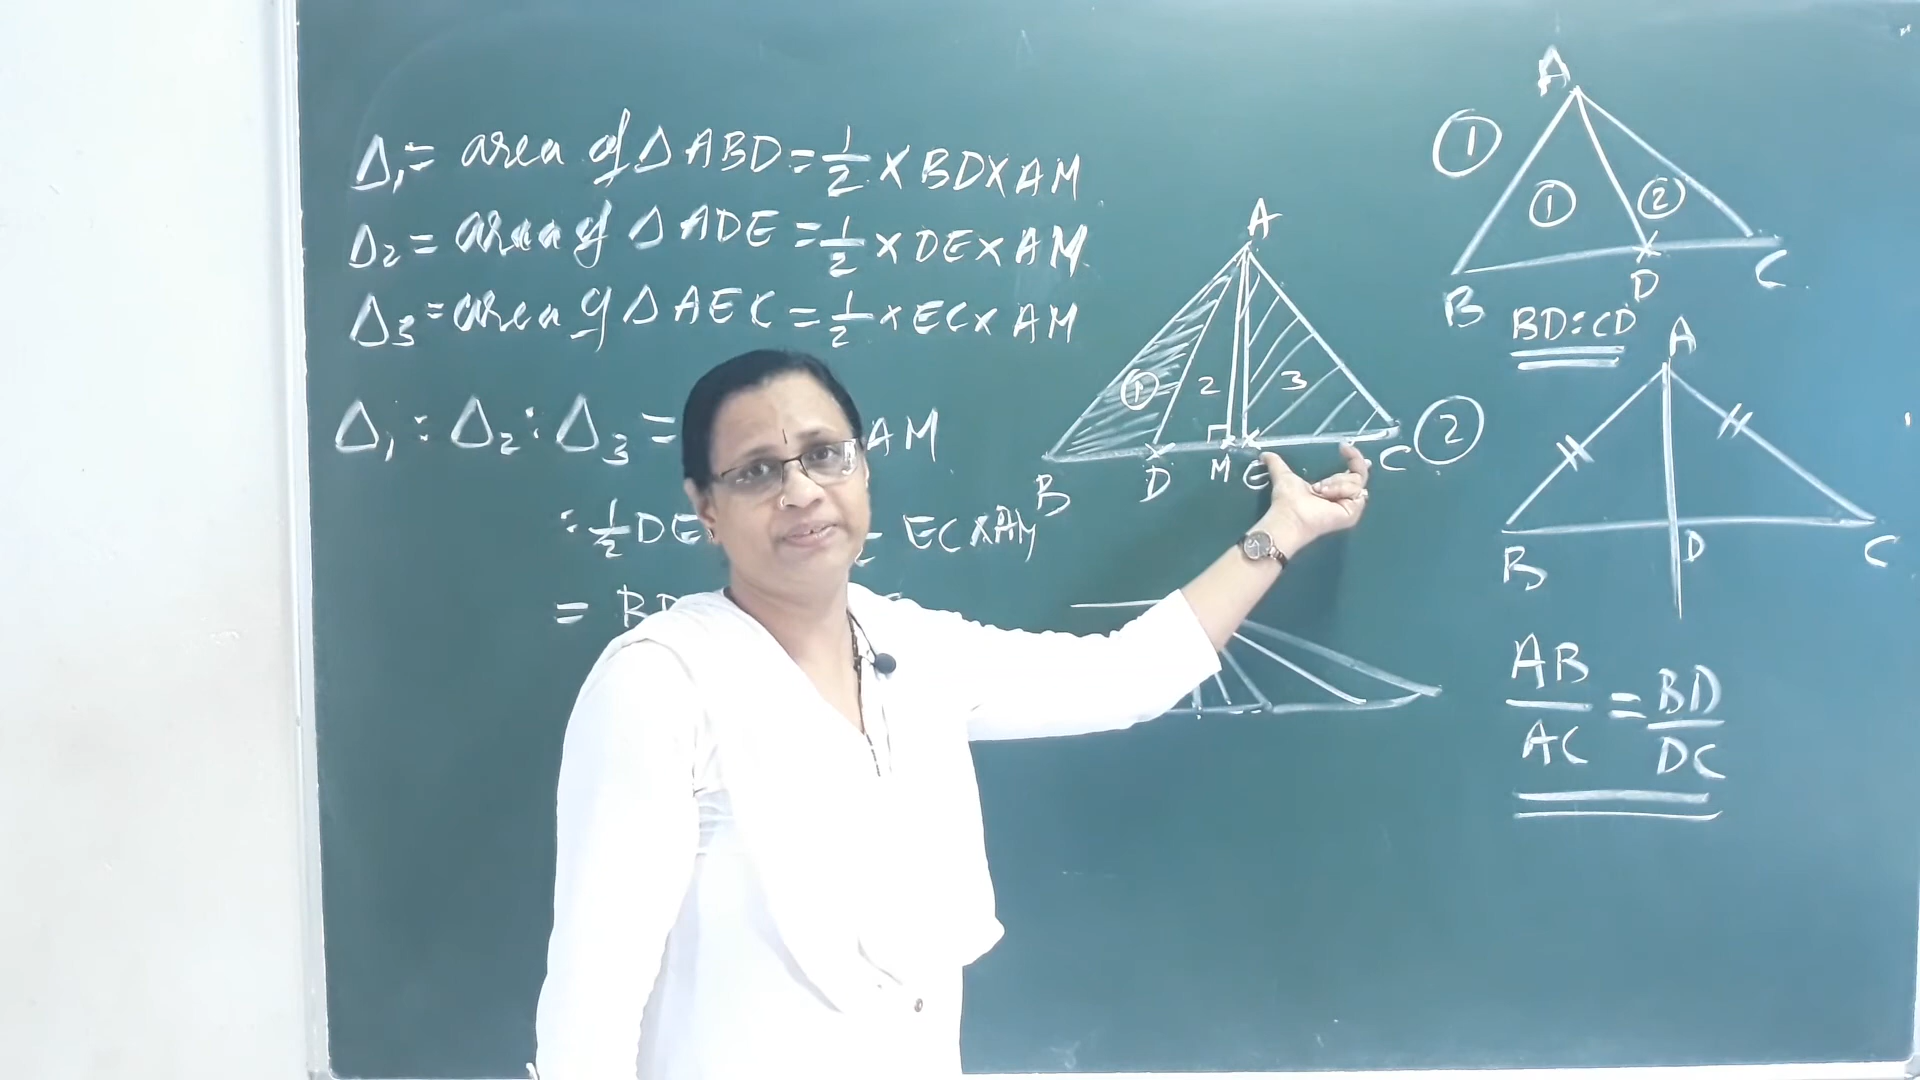 Δ₁ = area of Δ ABD = 1/2 × BD × AM
Δ₂ = area of Δ ADE = 1/2 × DE × AM
Δ₃ = area of Δ AEC = 1/2 × EC × AM
Δ₁ : Δ₂ : Δ₃ = AM
: 1/2 DE EC × AM
= BD
A
① 2 3
B D M E C
②
①
A
① ②
B D C
BD = CD
A
B D C
AB/AC = BD/DC